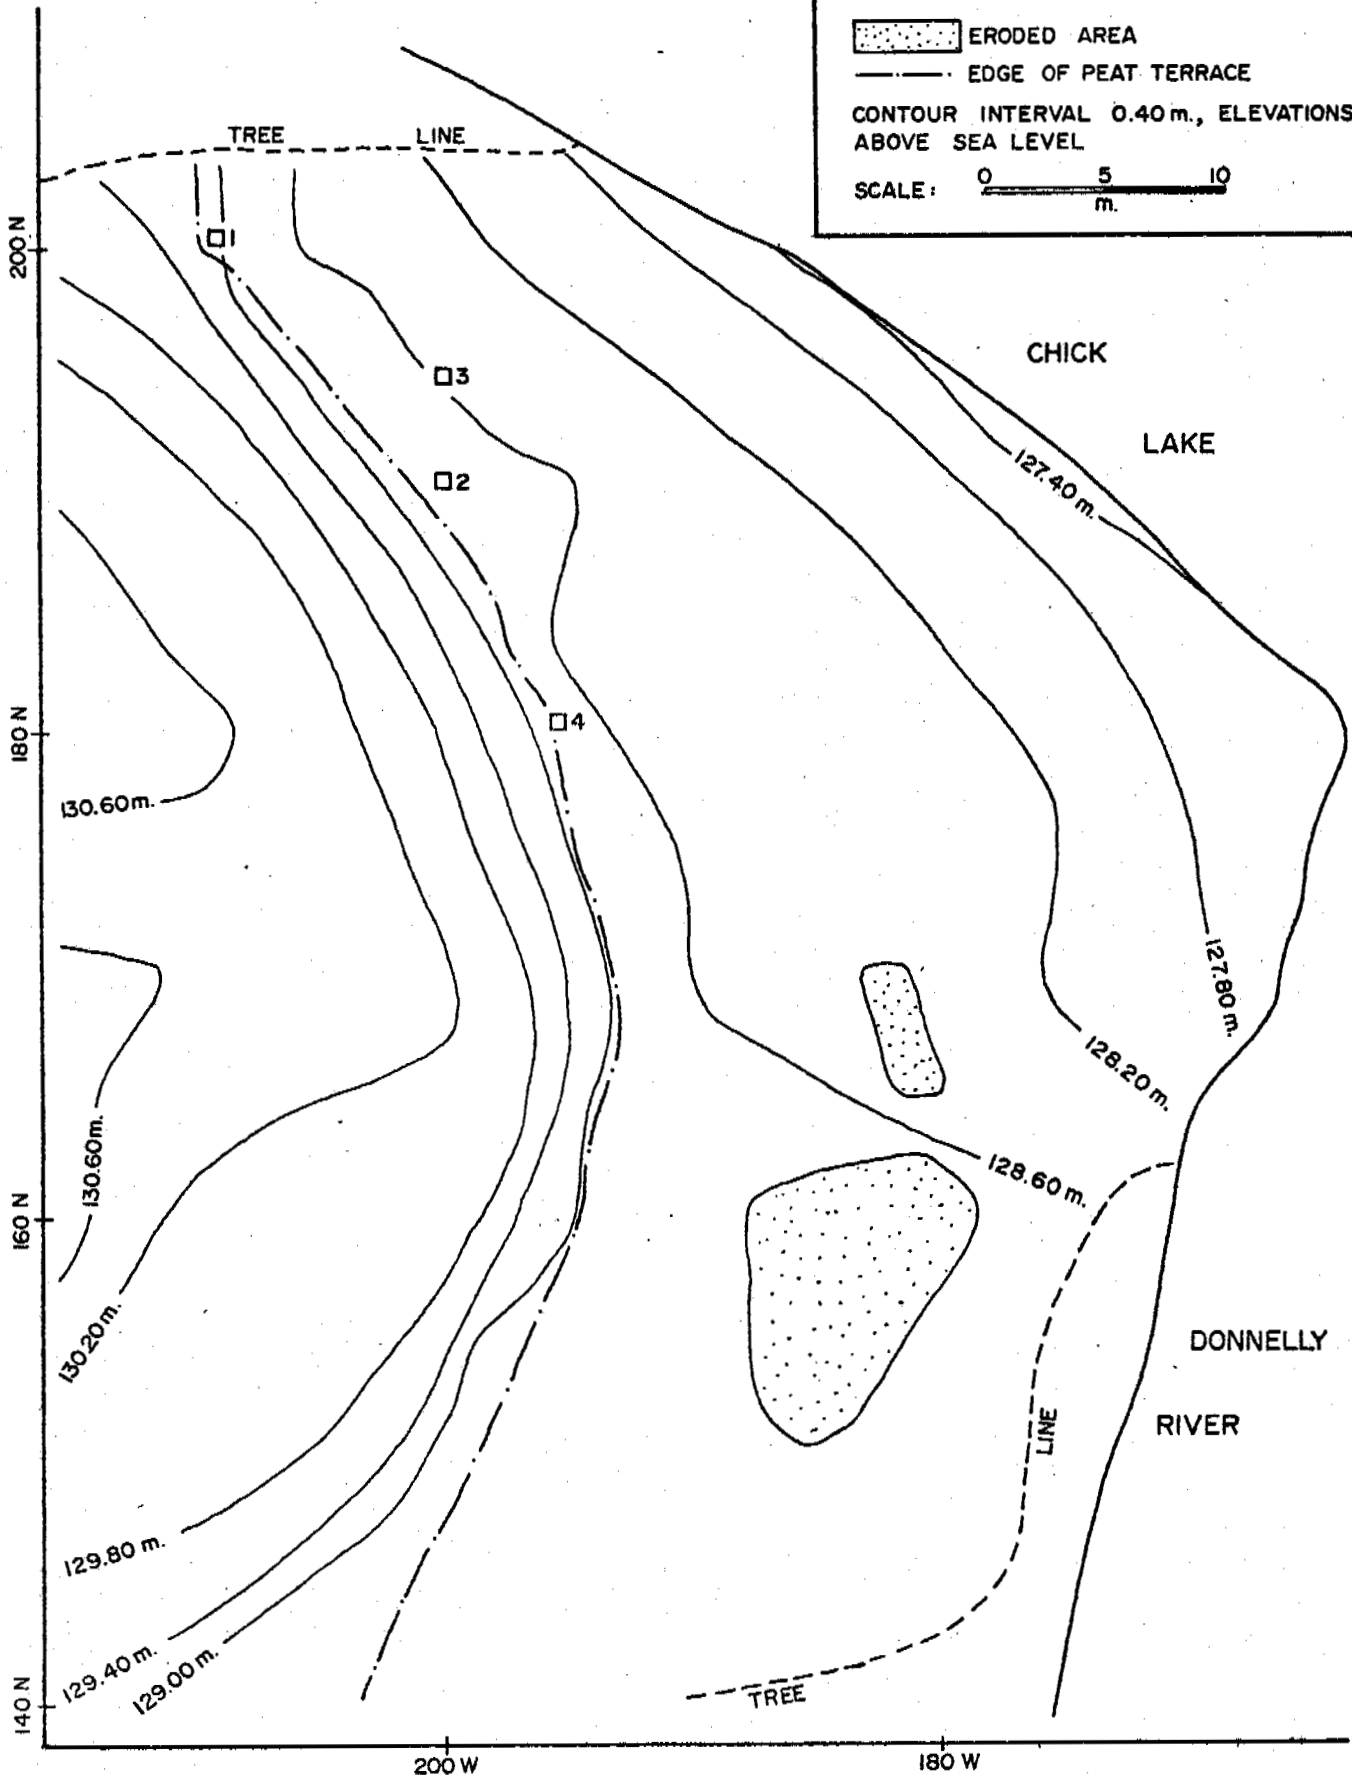 ERODED AREA
EDGE OF PEAT TERRACE
CONTOUR INTERVAL 0.40 m., ELEVATIONS
ABOVE SEA LEVEL
SCALE: 0 5 10
m.
TREE LINE
200 N
1
CHICK
3
LAKE
127.40 m.
2
180 N
4
130.60 m.
127.80 m.
128.20 m.
130.60 m.
128.60 m.
160 N
130.20 m.
DONNELLY
RIVER
LINE
129.80 m.
129.40 m.
129.00 m.
TREE
140 N
200 W
180 W